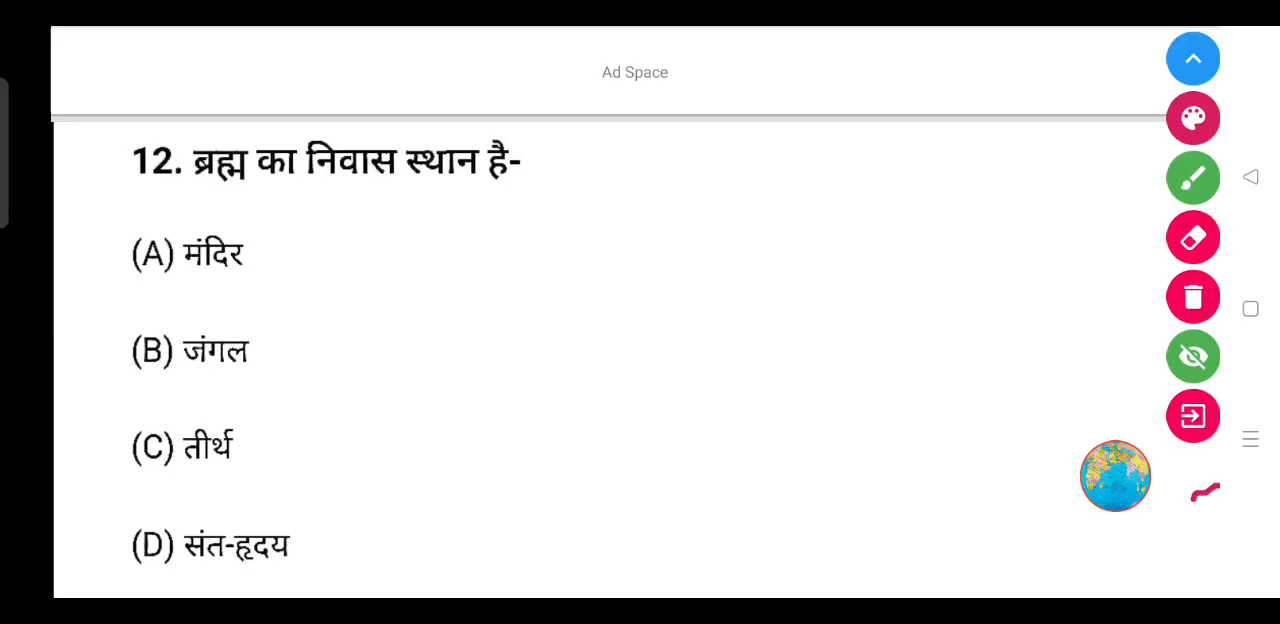 Ad Space
12. ब्रह्म का निवास स्थान है-
(A) मंदिर
(B) जंगल
(C) तीर्थ
(D) संत-हृदय